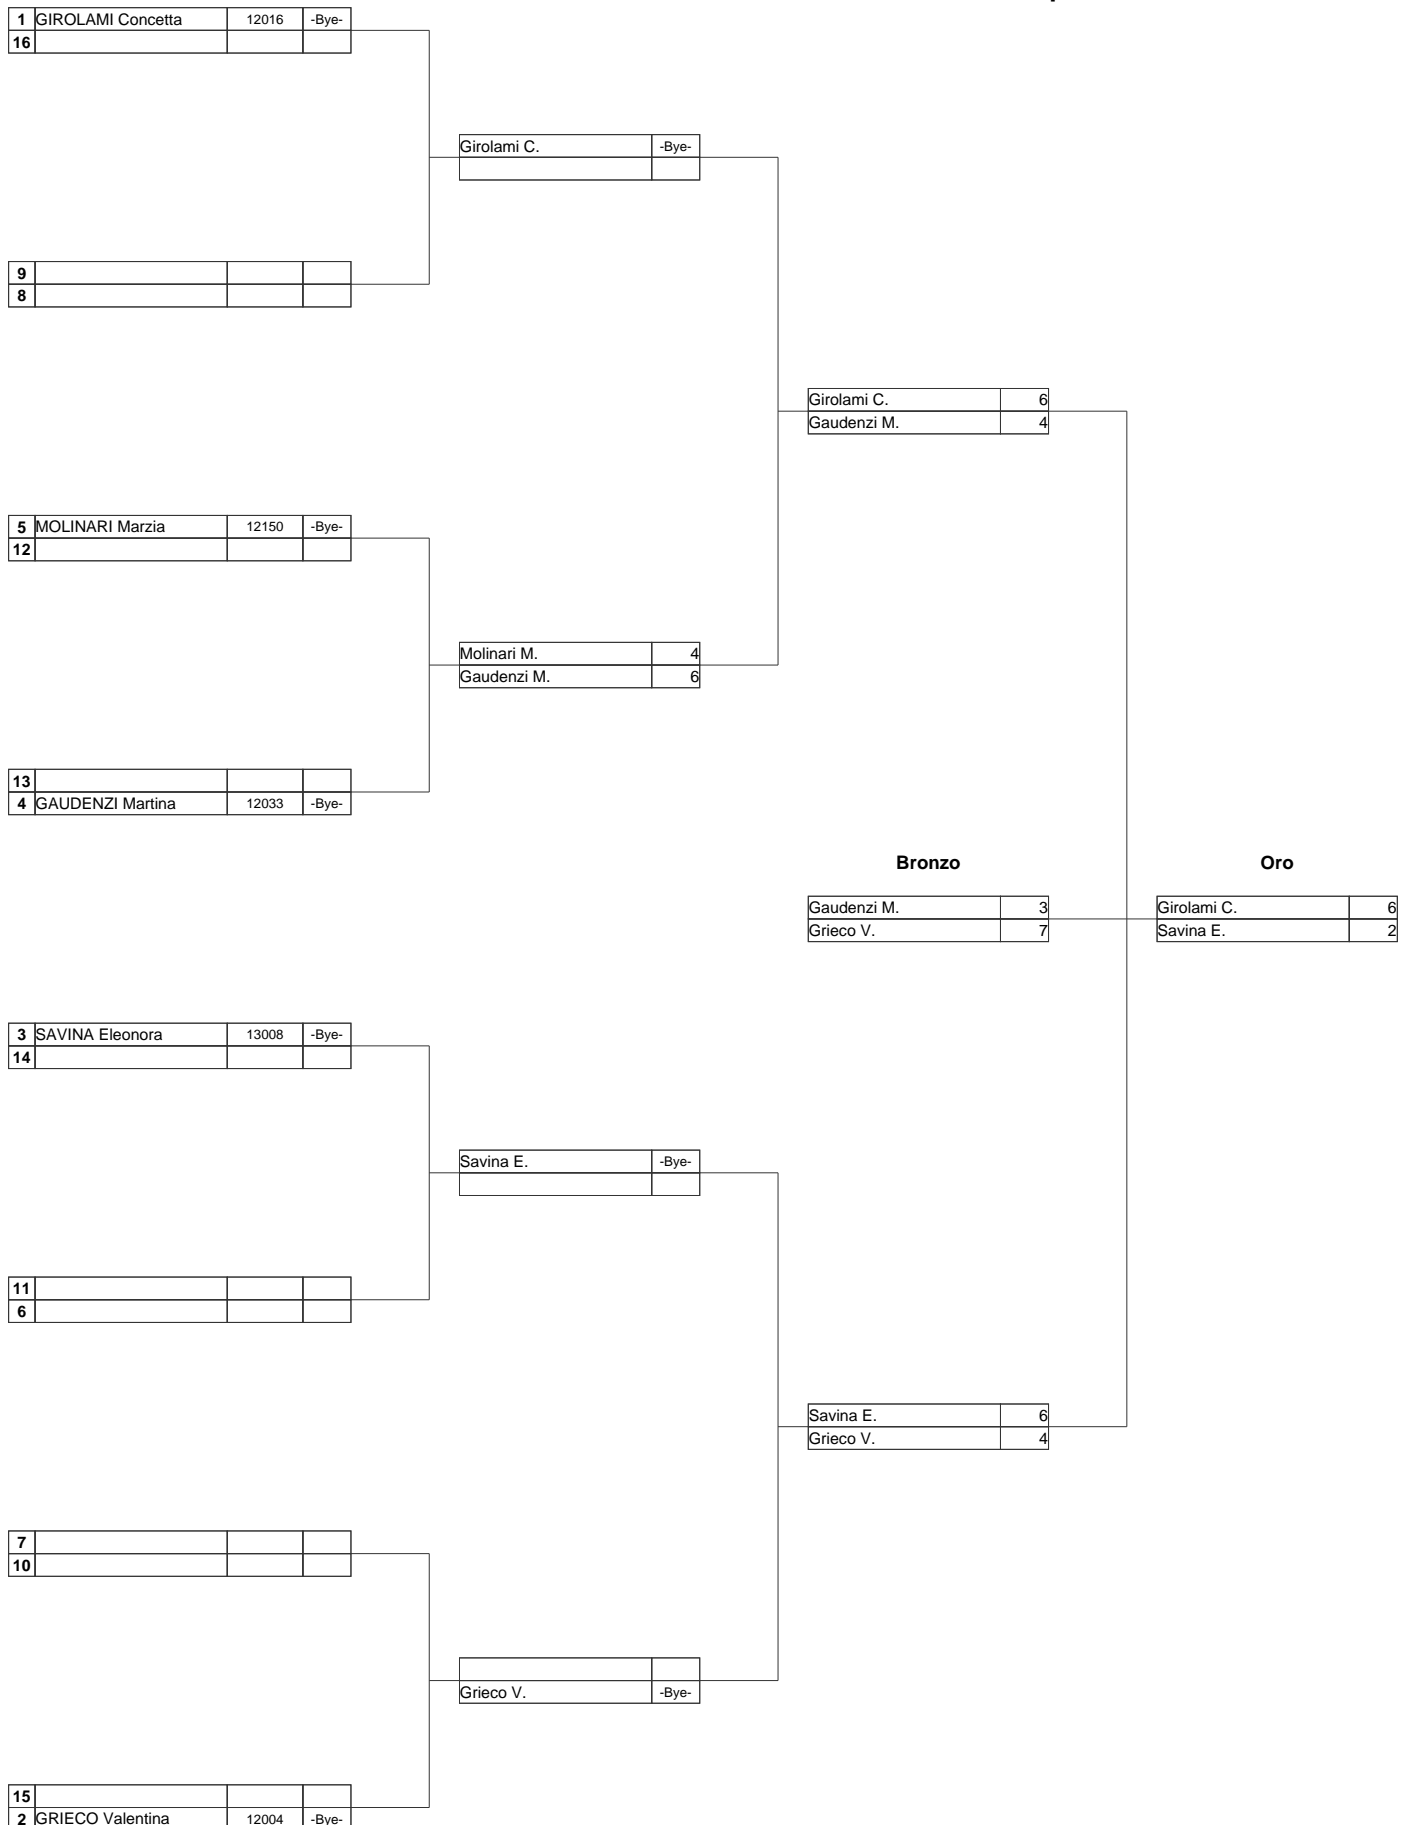 1 GIROLAMI Concetta 12016 -Bye-
16
Girolami C. -Bye-
9
8
Girolami C. 6
Gaudenzi M. 4
5 MOLINARI Marzia 12150 -Bye-
12
Molinari M. 4
Gaudenzi M. 6
13
4 GAUDENZI Martina 12033 -Bye-
Bronzo Oro
Gaudenzi M. 3 Girolami C. 6
Grieco V. 7 Savina E. 2
3 SAVINA Eleonora 13008 -Bye-
14
Savina E. -Bye-
11
6
Savina E. 6
Grieco V. 4
7
10
Grieco V. -Bye-
15
2 GRIECO Valentina 12004 -Bye-